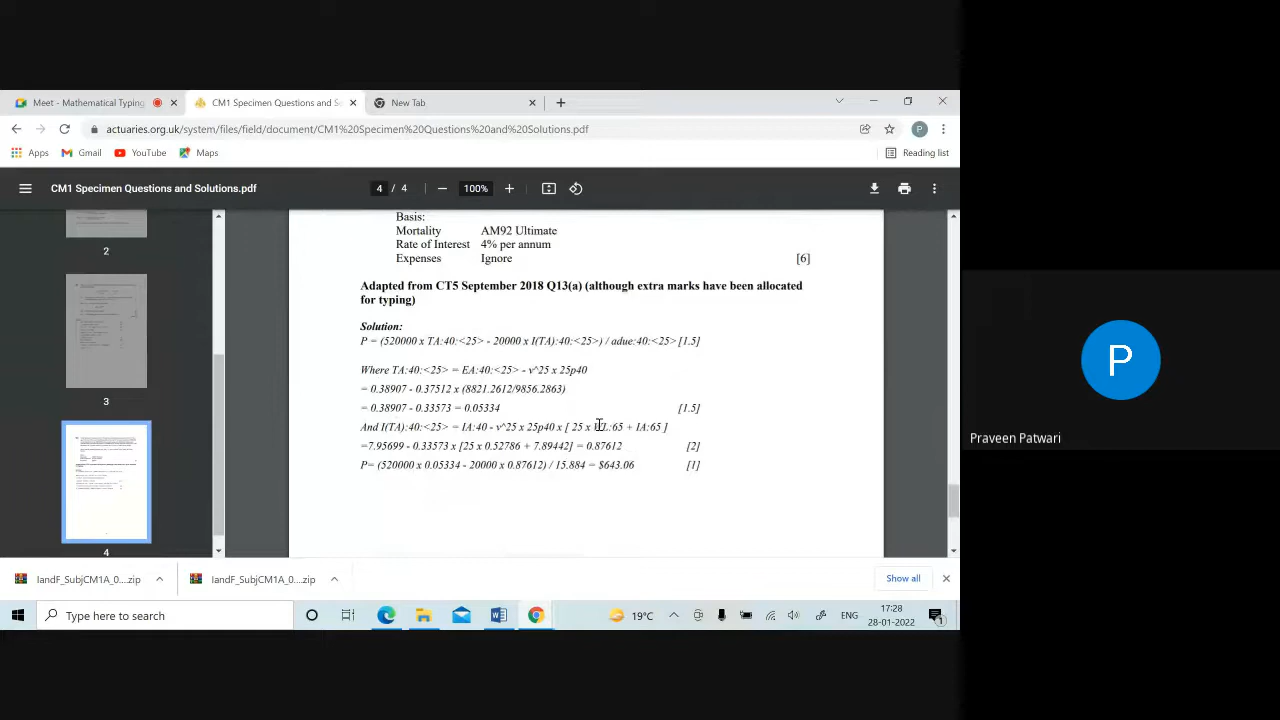 Meet - Mathematical Typing
CM1 Specimen Questions and S
New Tab
actuaries.org.uk/system/files/field/document/CM1%20Specimen%20Questions%20and%20Solutions.pdf
Apps Gmail YouTube Maps Reading list
CM1 Specimen Questions and Solutions.pdf 4 / 4 100%
2
3
4
Basis:
Mortality AM92 Ultimate
Rate of Interest 4% per annum
Expenses Ignore [6]
Adapted from CT5 September 2018 Q13(a) (although extra marks have been allocated
for typing)
Solution:
P = (520000 x TA:40:<25> - 20000 x I(TA):40:<25>) / adue:40:<25> [1.5]
Where TA:40:<25> = EA:40:<25> - v^25 x 25p40
= 0.38907 - 0.37512 x (8821.2612/9856.2863)
= 0.38907 - 0.33573 = 0.05334 [1.5]
And I(TA):40:<25> = IA:40 - v^25 x 25p40 x [ 25 x :65 + IA:65 ]
=7.95699 - 0.33573 x [25 x 0.52786 + 7.89442] = 0.87612 [2]
P= (520000 x 0.05334 - 20000 x 0.87612) / 15.884 = $643.06 [1]
IandF_SubjCM1A_0....zip
IandF_SubjCM1A_0....zip
Show all
Type here to search
19°C
ENG
17:28
28-01-2022
1
P
Praveen Patwari